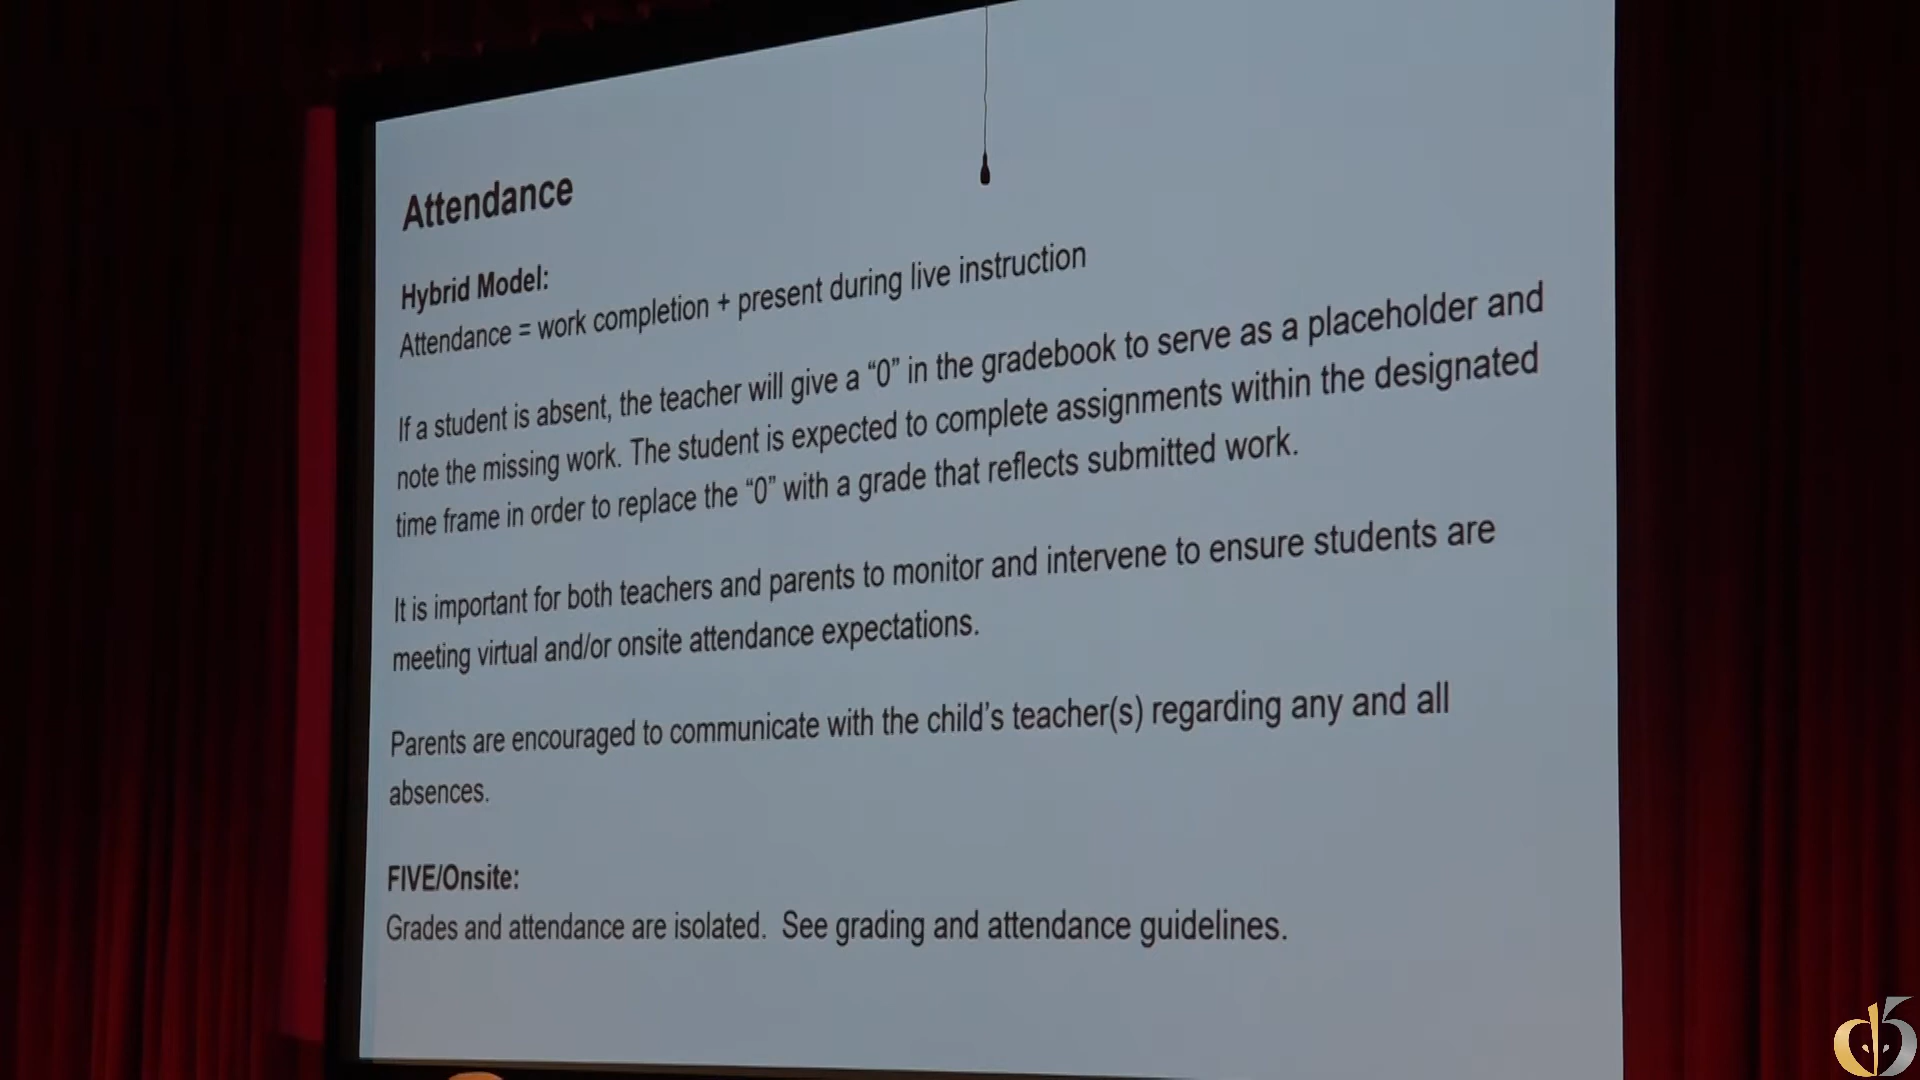 Attendance
Hybrid Model:
Attendance = work completion + present during live instruction
If a student is absent, the teacher will give a “0” in the gradebook to serve as a placeholder and
note the missing work. The student is expected to complete assignments within the designated
time frame in order to replace the “0” with a grade that reflects submitted work.
It is important for both teachers and parents to monitor and intervene to ensure students are
meeting virtual and/or onsite attendance expectations.
Parents are encouraged to communicate with the child’s teacher(s) regarding any and all
absences.
FIVE/Onsite:
Grades and attendance are isolated.  See grading and attendance guidelines.